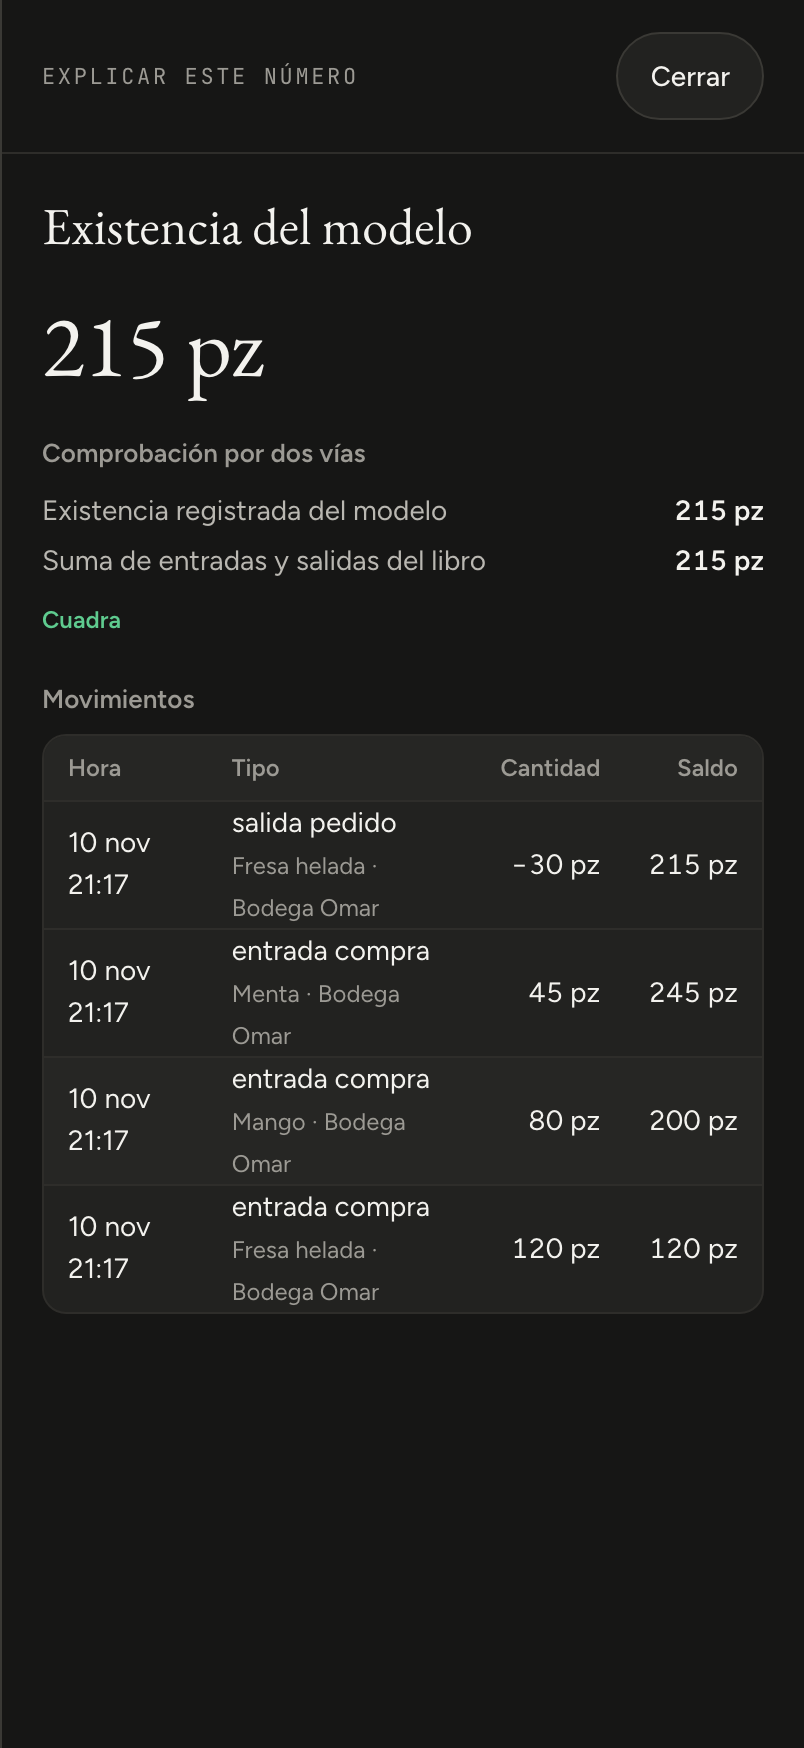 EXPLICAR ESTE NÚMERO
Cerrar
Existencia del modelo
215 pz
Comprobación por dos vías
Existencia registrada del modelo 215 pz
Suma de entradas y salidas del libro 215 pz
Cuadra
Movimientos
Hora Tipo Cantidad Saldo
10 nov
21:17
salida pedido
Fresa helada ·
Bodega Omar
−30 pz 215 pz
10 nov
21:17
entrada compra
Menta · Bodega
Omar
45 pz 245 pz
10 nov
21:17
entrada compra
Mango · Bodega
Omar
80 pz 200 pz
10 nov
21:17
entrada compra
Fresa helada ·
Bodega Omar
120 pz 120 pz